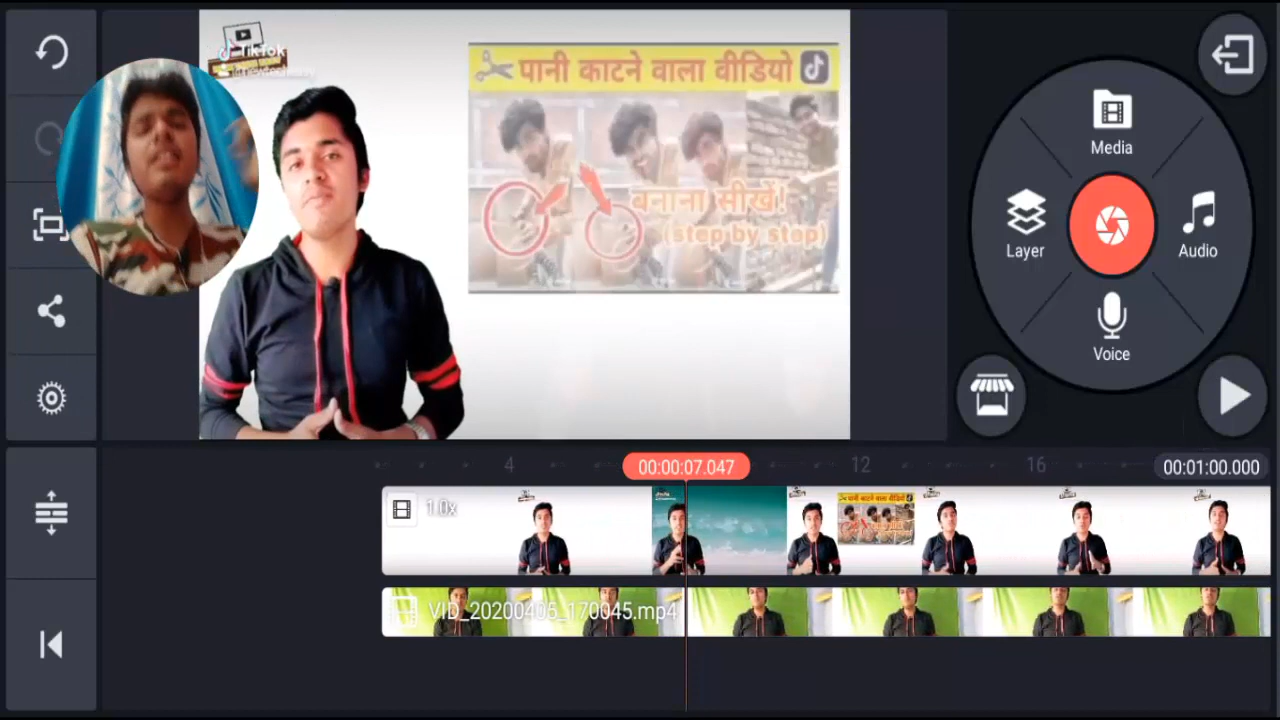 TikTok
पानी काटने वाला वीडियो
बनाना सीखें!
(step by step)
Media
Layer
Audio
Voice
4
00:00:07.047
12
16
00:01:00.000
1.0x
पानी काटने वाला वीडियो
VID_20200405_170045.mp4